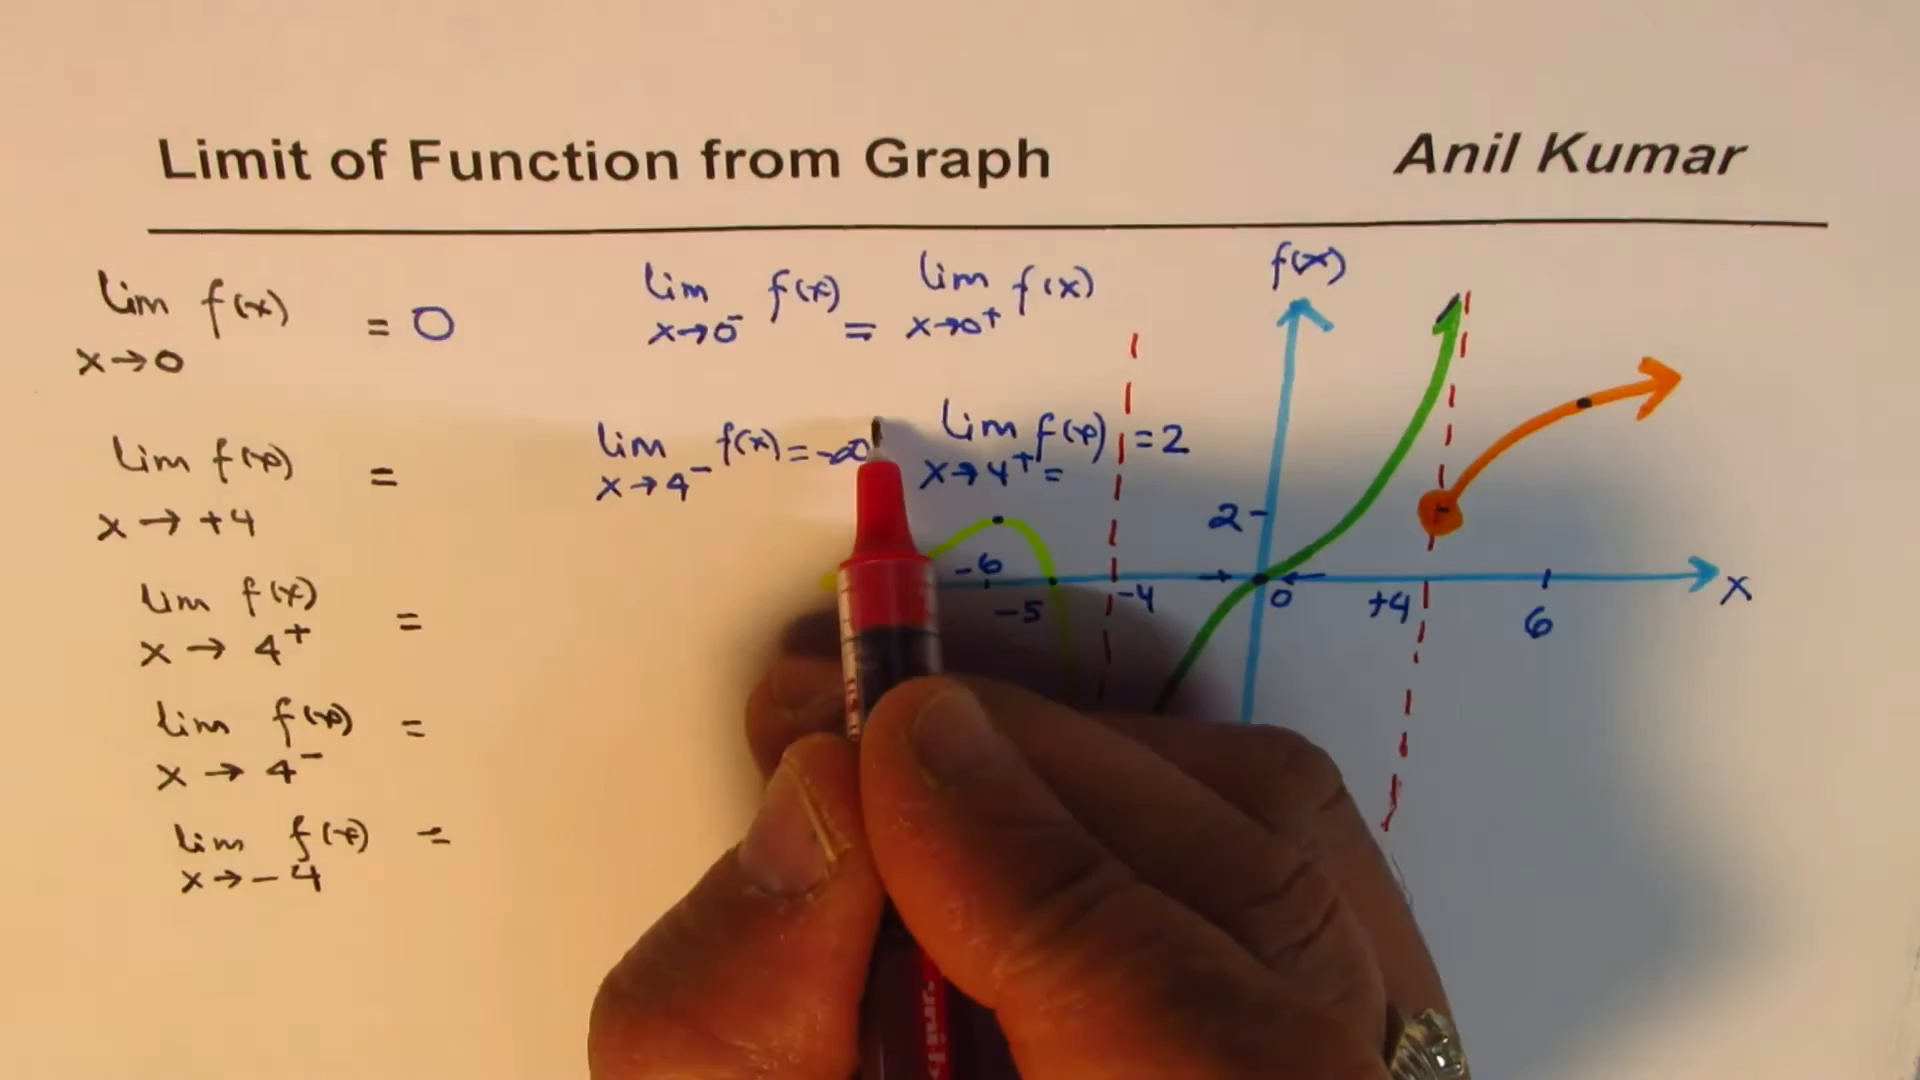 Limit of Function from Graph Anil Kumar
lim f(x) = 0
x→0
lim f(x) = lim f(x)
x→0⁻ x→0⁺
f(x)
lim f(x) =
x→+4
lim f(x) = -∞ lim f(x) = 2
x→4⁻ x→4⁺ =
lim f(x) =
x→4⁺
lim f(x) =
x→4⁻
lim f(x) =
x→-4
2
-6 -5 -4 0 +4 6 x